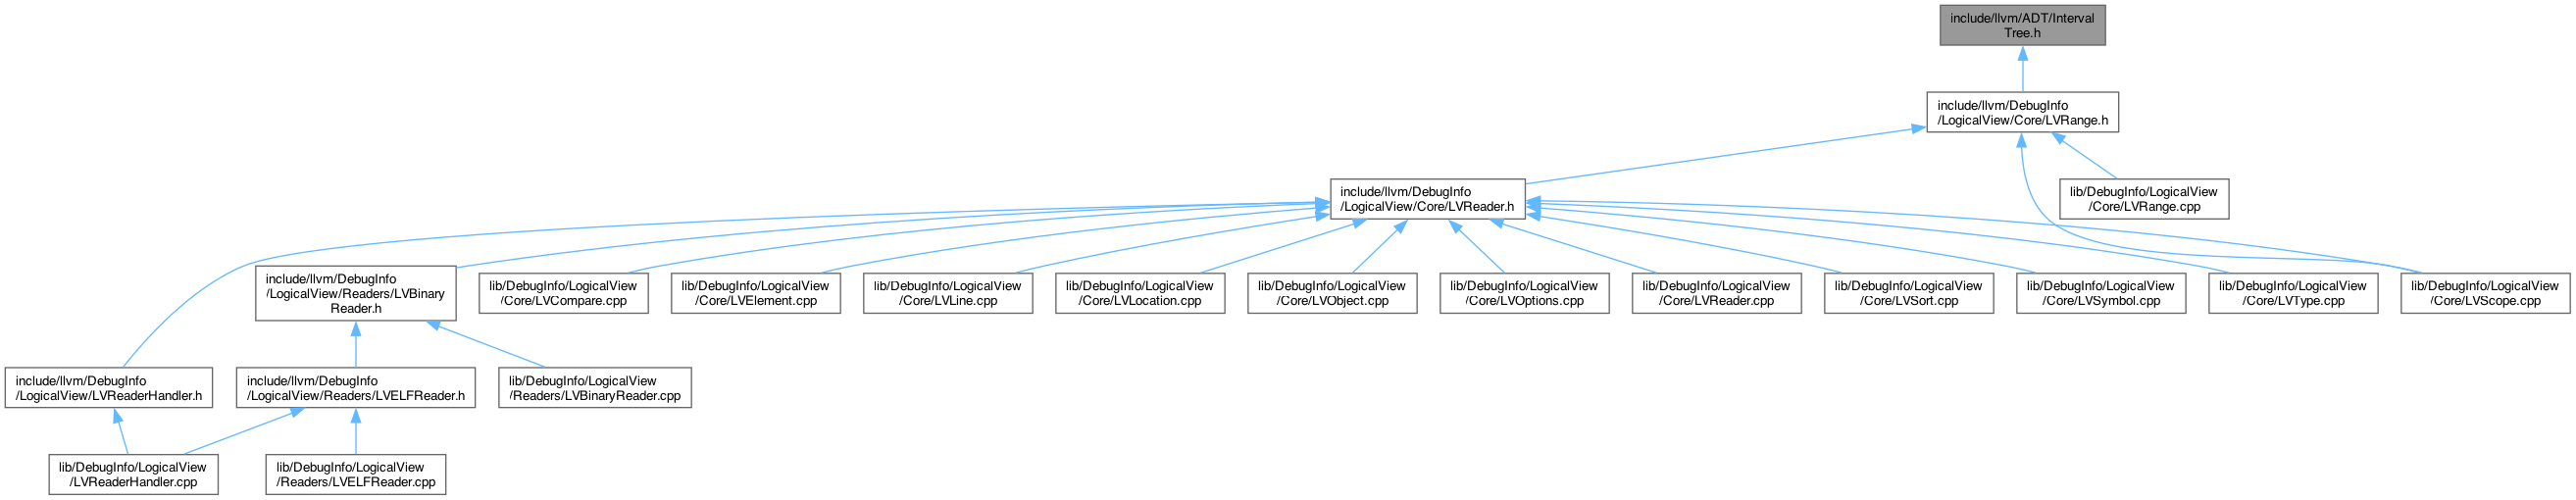 include/llvm/ADT/Interval
Tree.h
include/llvm/DebugInfo
/LogicalView/Core/LVRange.h
include/llvm/DebugInfo
/LogicalView/Core/LVReader.h
lib/DebugInfo/LogicalView
/Core/LVRange.cpp
include/llvm/DebugInfo
/LogicalView/Readers/LVBinary
Reader.h
lib/DebugInfo/LogicalView
/Core/LVCompare.cpp
lib/DebugInfo/LogicalView
/Core/LVElement.cpp
lib/DebugInfo/LogicalView
/Core/LVLine.cpp
lib/DebugInfo/LogicalView
/Core/LVLocation.cpp
lib/DebugInfo/LogicalView
/Core/LVObject.cpp
lib/DebugInfo/LogicalView
/Core/LVOptions.cpp
lib/DebugInfo/LogicalView
/Core/LVReader.cpp
lib/DebugInfo/LogicalView
/Core/LVSort.cpp
lib/DebugInfo/LogicalView
/Core/LVSymbol.cpp
lib/DebugInfo/LogicalView
/Core/LVType.cpp
lib/DebugInfo/LogicalView
/Core/LVScope.cpp
include/llvm/DebugInfo
/LogicalView/LVReaderHandler.h
include/llvm/DebugInfo
/LogicalView/Readers/LVELFReader.h
lib/DebugInfo/LogicalView
/Readers/LVBinaryReader.cpp
lib/DebugInfo/LogicalView
/LVReaderHandler.cpp
lib/DebugInfo/LogicalView
/Readers/LVELFReader.cpp